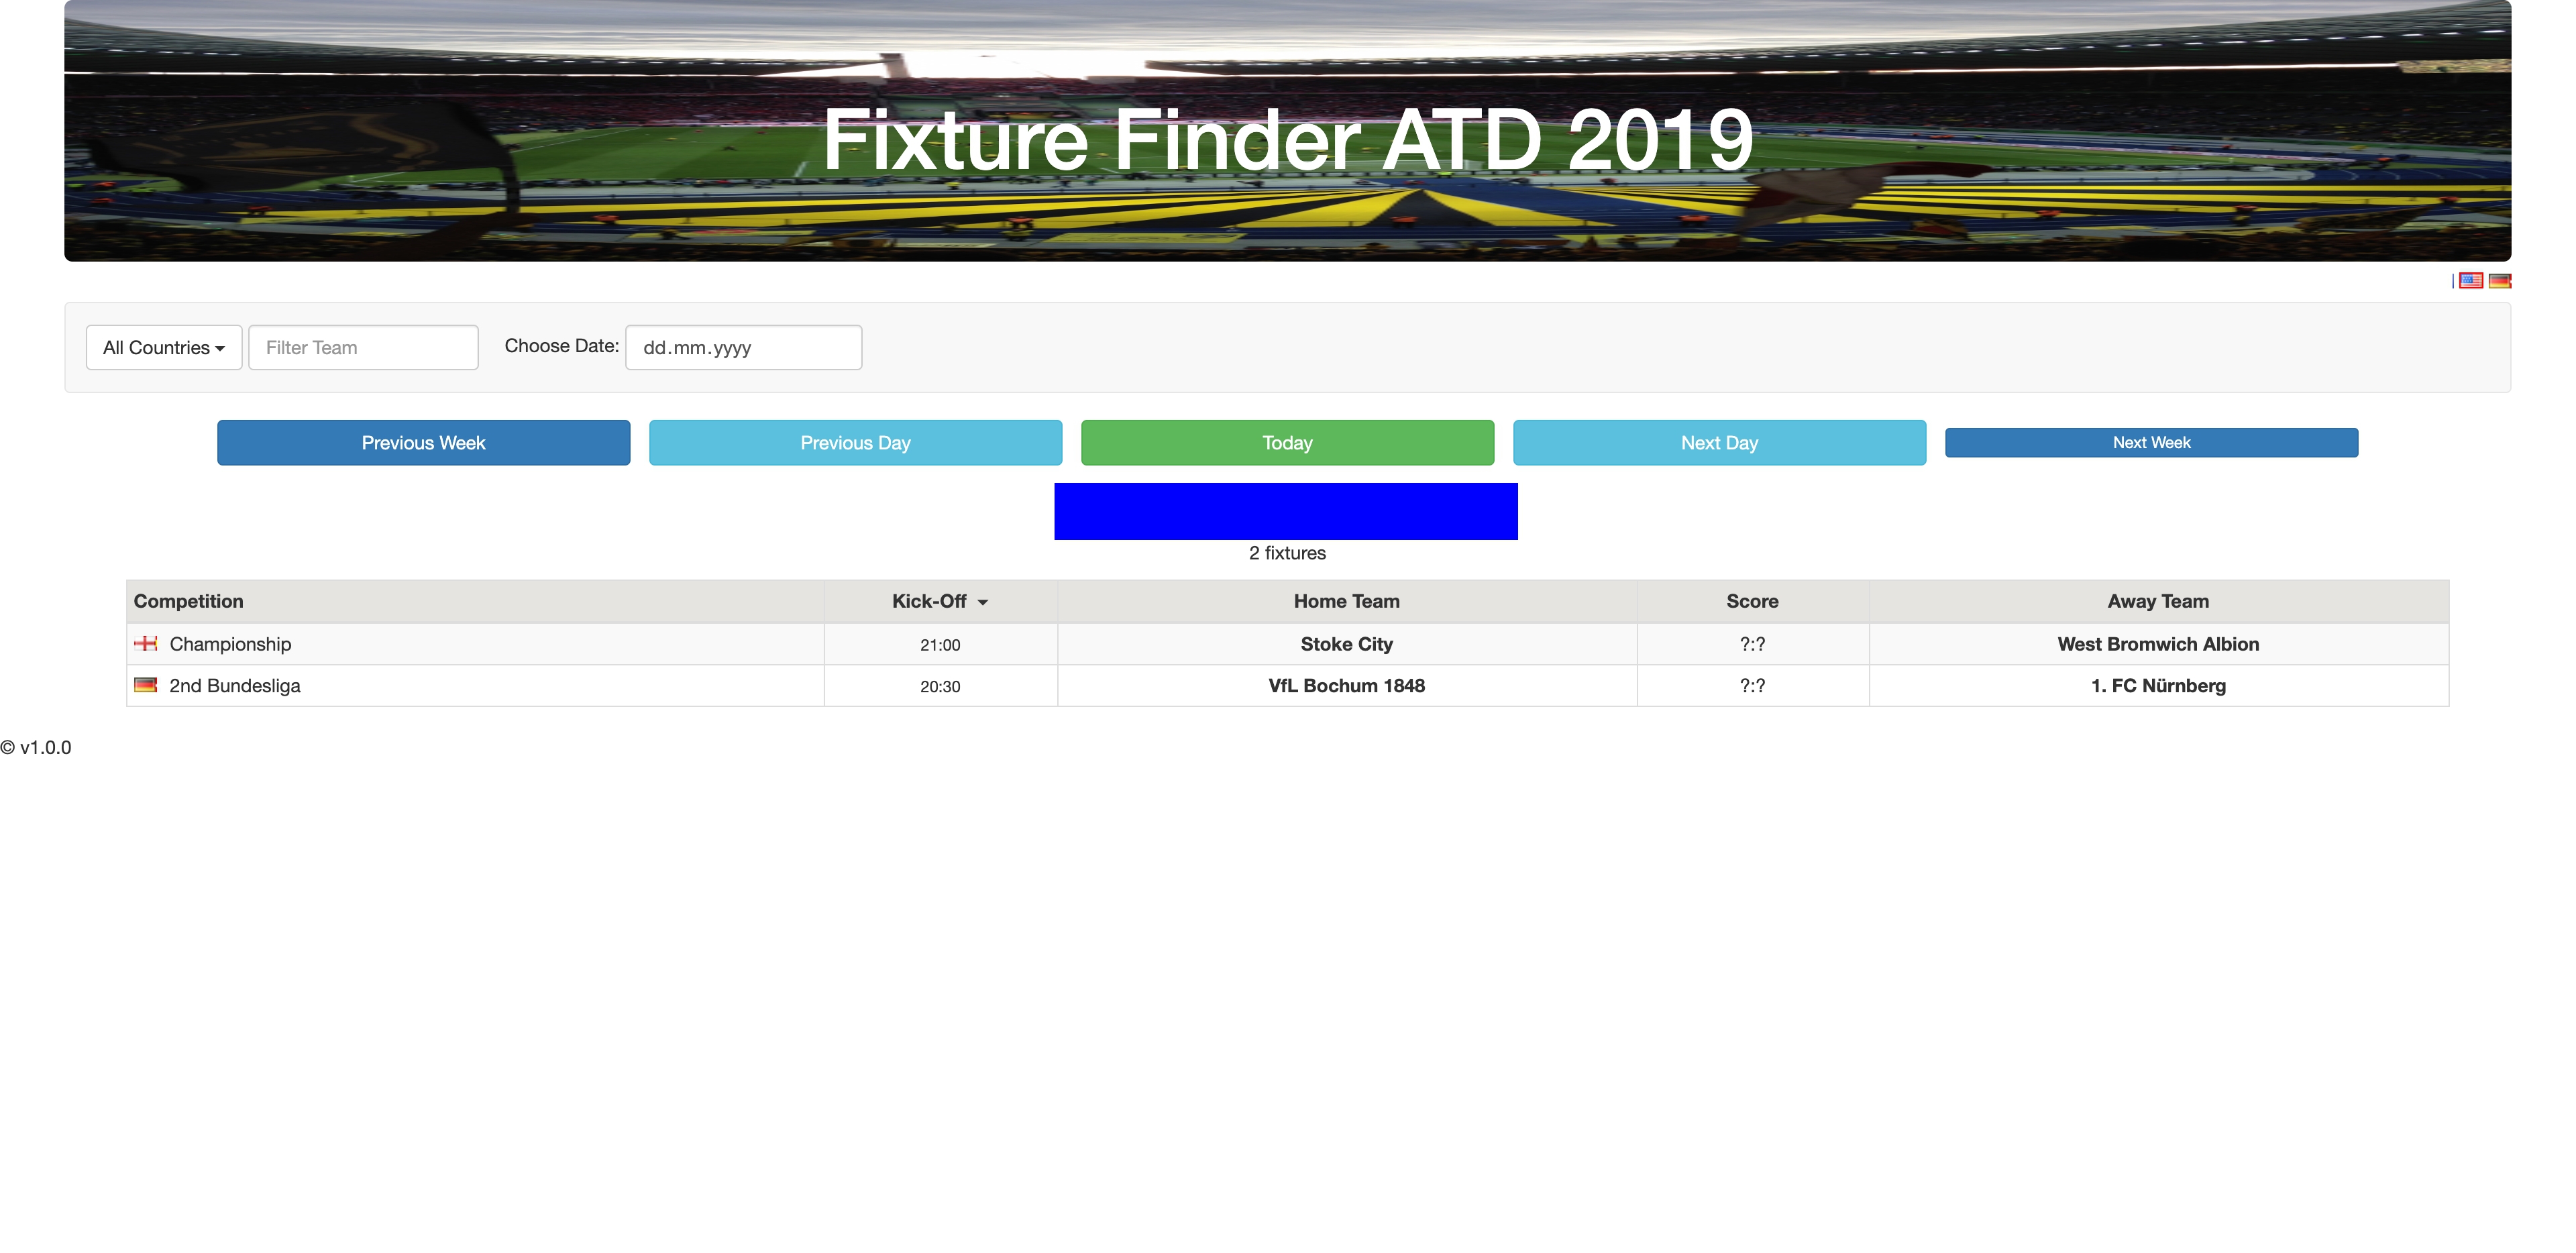 Fixture Finder ATD 2019
|
All Countries Filter Team Choose Date: dd.mm.yyyy
Previous Week Previous Day Today Next Day Next Week
2 fixtures
Competition Kick-Off Home Team Score Away Team
Championship 21:00 Stoke City ?:? West Bromwich Albion
2nd Bundesliga 20:30 VfL Bochum 1848 ?:? 1. FC Nürnberg
© v1.0.0